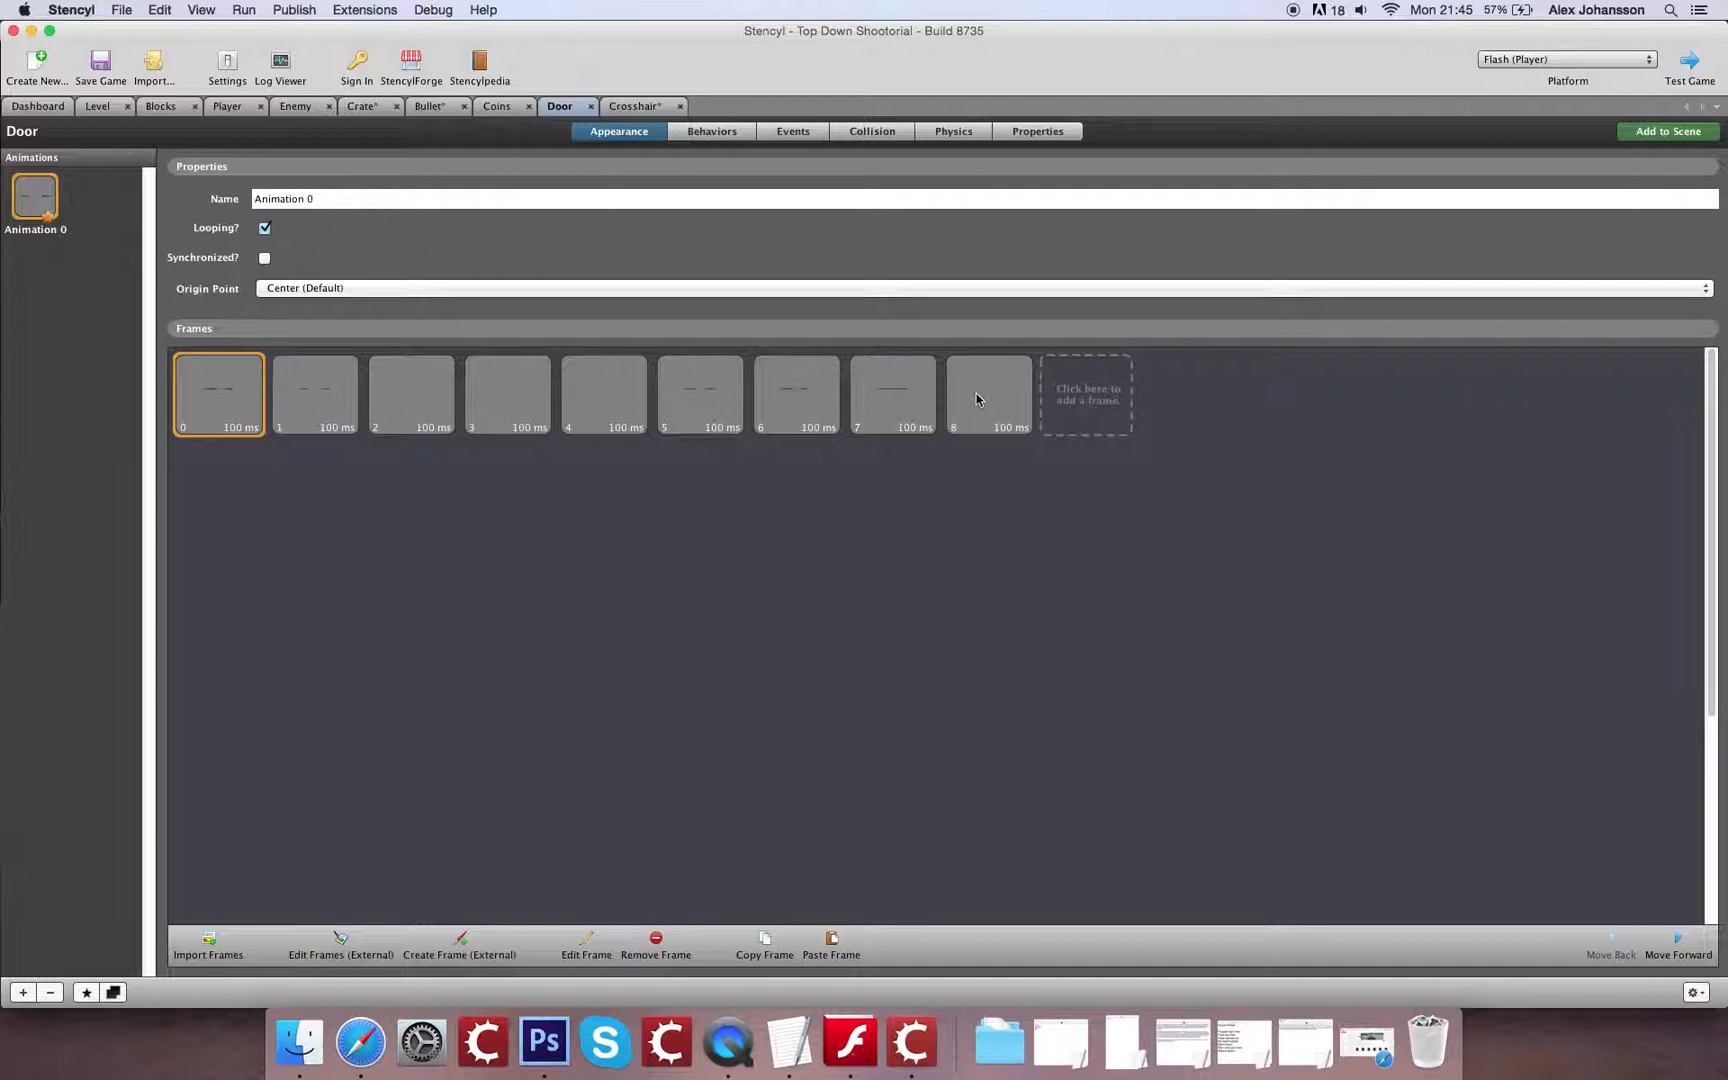 Stencyl File Edit View Run Publish Extensions Debug Help 18 Mon 21:45 57% Alex Johansson
Stencyl - Top Down Shootorial - Build 8735
Create New... Save Game Import... Settings Log Viewer Sign In StencylForge Stencylpedia Flash (Player) Platform Test Game
Dashboard Level Blocks Player Enemy Crate* Bullet* Coins Door Crosshair*
Door Appearance Behaviors Events Collision Physics Properties Add to Scene
Animations
Animation 0
Properties
Name Animation 0
Looping?
Synchronized?
Origin Point Center (Default)
Frames
Click here to
add a frame.
0 100 ms 1 100 ms 2 100 ms 3 100 ms 4 100 ms 5 100 ms 6 100 ms 7 100 ms 8 100 ms
Import Frames Edit Frames (External) Create Frame (External) Edit Frame Remove Frame Copy Frame Paste Frame Move Back Move Forward
Ps